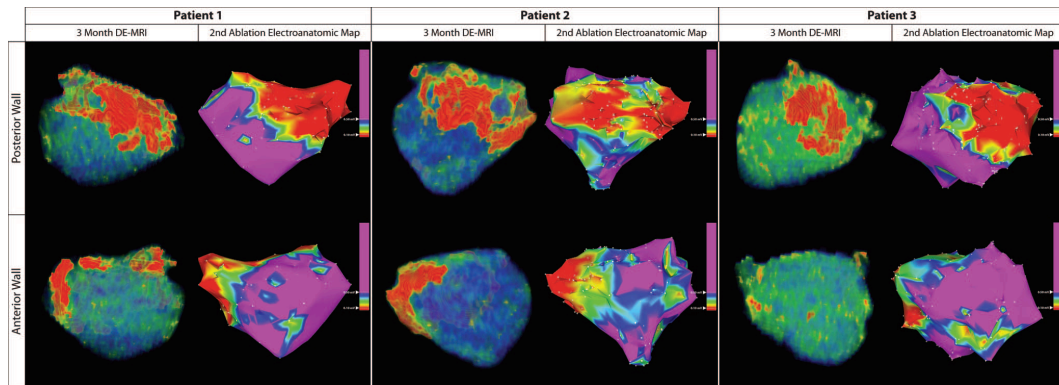 Patient 1
Patient 2
Patient 3
3 Month DE-MRI
2nd Ablation Electroanatomic Map
3 Month DE-MRI
2nd Ablation Electroanatomic Map
3 Month DE-MRI
2nd Ablation Electroanatomic Map
Posterior Wall
Anterior Wall